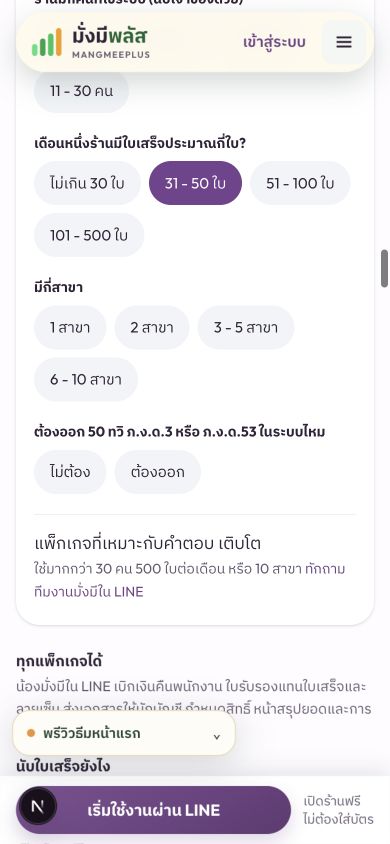 มั่งมีพลัส
MANGMEEPLUS
เข้าสู่ระบบ
11 - 30 คน
เดือนหนึ่งร้านมีใบเสร็จประมาณกี่ใบ?
ไม่เกิน 30 ใบ
31 - 50 ใบ
51 - 100 ใบ
101 - 500 ใบ
มีกี่สาขา
1 สาขา
2 สาขา
3 - 5 สาขา
6 - 10 สาขา
ต้องออก 50 ทวิ ภ.ง.ด.3 หรือ ภ.ง.ด.53 ในระบบไหม
ไม่ต้อง
ต้องออก
แพ็กเกจที่เหมาะกับคำตอบ เติบโต
ใช้มากกว่า 30 คน 500 ใบต่อเดือน หรือ 10 สาขา ทักถาม
ทีมงานมั่งมีใน LINE
ทุกแพ็กเกจได้
น้องมั่งมีใน LINE เบิกเงินคืนพนักงาน ใบรับรองแทนใบเสร็จและ
หน้าสรุปยอดและการ
พรีวิวธีมหน้าแรก
นับใบเสร็จยังไง
N
เริ่มใช้งานผ่าน LINE
เปิดร้านฟรี
ไม่ต้องใส่บัตร